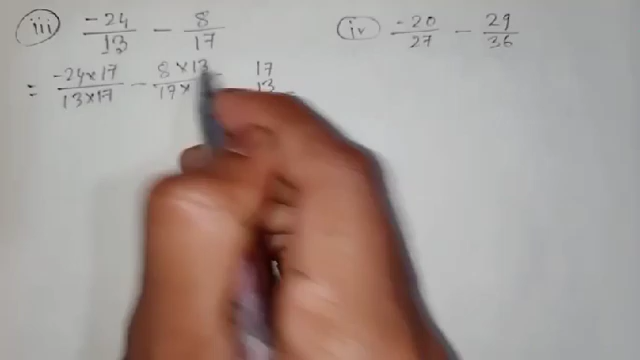 (iii) -24/13 - 8/17
= -24×17/13×17 - 8×13/17×
17
13
(iv) -20/27 - 29/36